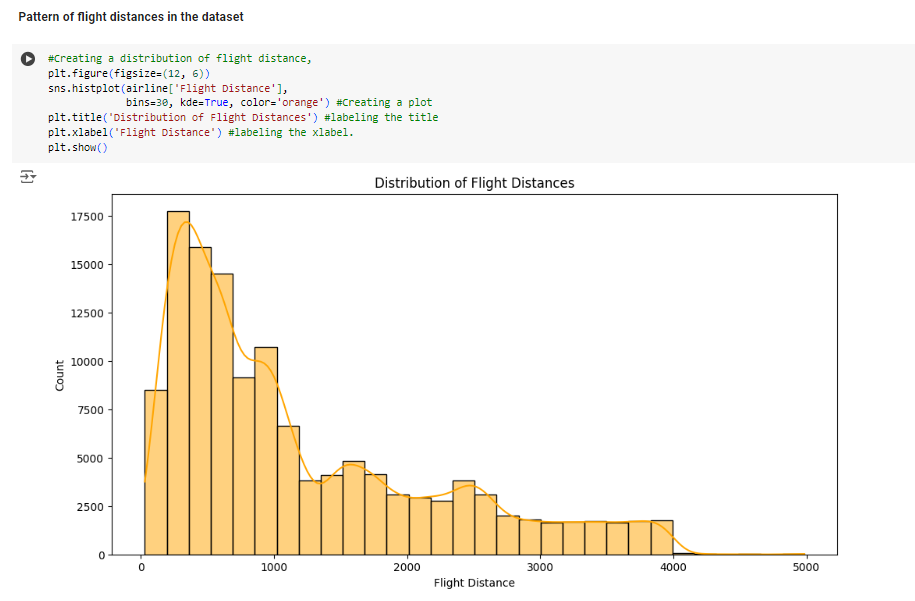 Pattern of flight distances in the dataset
#Creating a distribution of flight distance,
plt.figure(figsize=(12, 6))
sns.histplot(airline['Flight Distance'],
bins=30, kde=True, color='orange') #Creating a plot
plt.title('Distribution of Flight Distances') #labeling the title
plt.xlabel('Flight Distance') #labeling the xlabel.
plt.show()
Distribution of Flight Distances
17500
15000
12500
10000
7500
5000
2500
0
Count
0 1000 2000 3000 4000 5000
Flight Distance